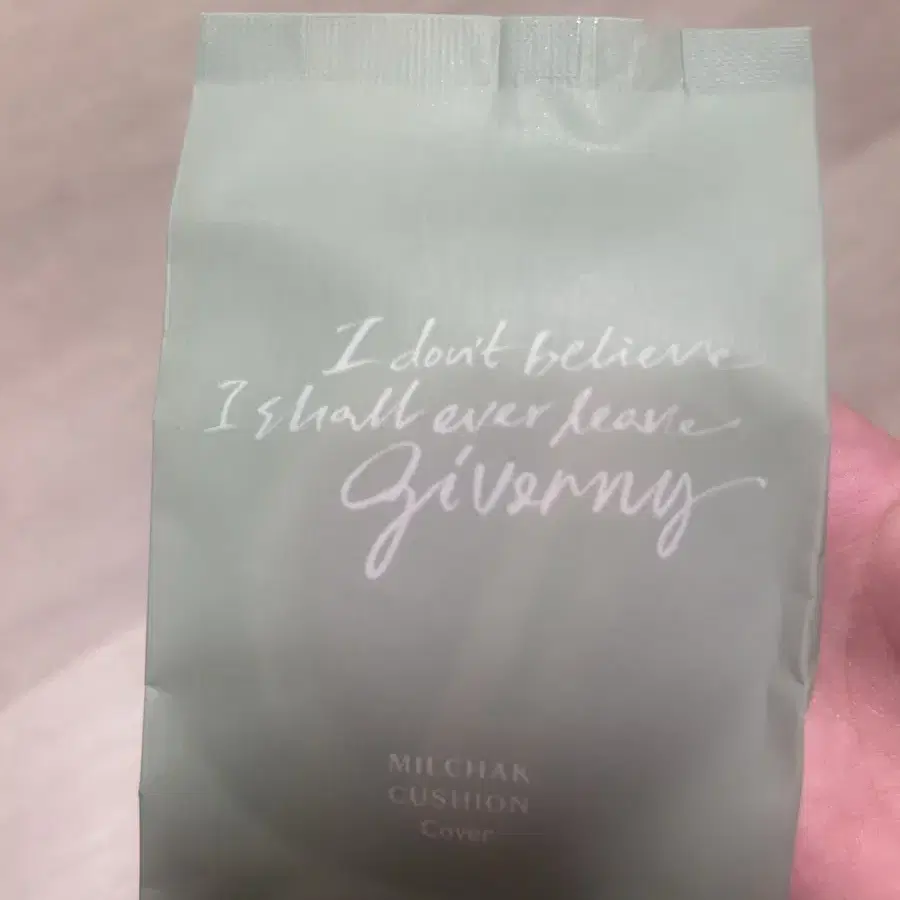 I don't believe
I shall ever leave
Giverny
MILCHAK
CUSHION
Cover